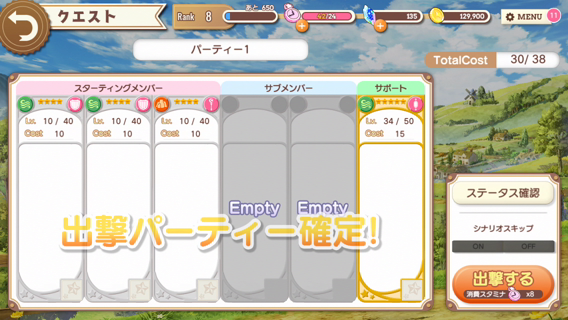 クエスト
Rank 8
あと 650
42/24
135
129,900
MENU 11
パーティー1
TotalCost 30/ 38
スターティングメンバー
サブメンバー
サポート
Lv. 10 / 40
Cost 10
Lv. 10 / 40
Cost 10
Lv. 10 / 40
Cost 10
Empty
Empty
Lv. 34 / 50
Cost 15
出撃パーティー確定!
ステータス確認
シナリオスキップ
ON OFF
出撃する
消費スタミナ x8